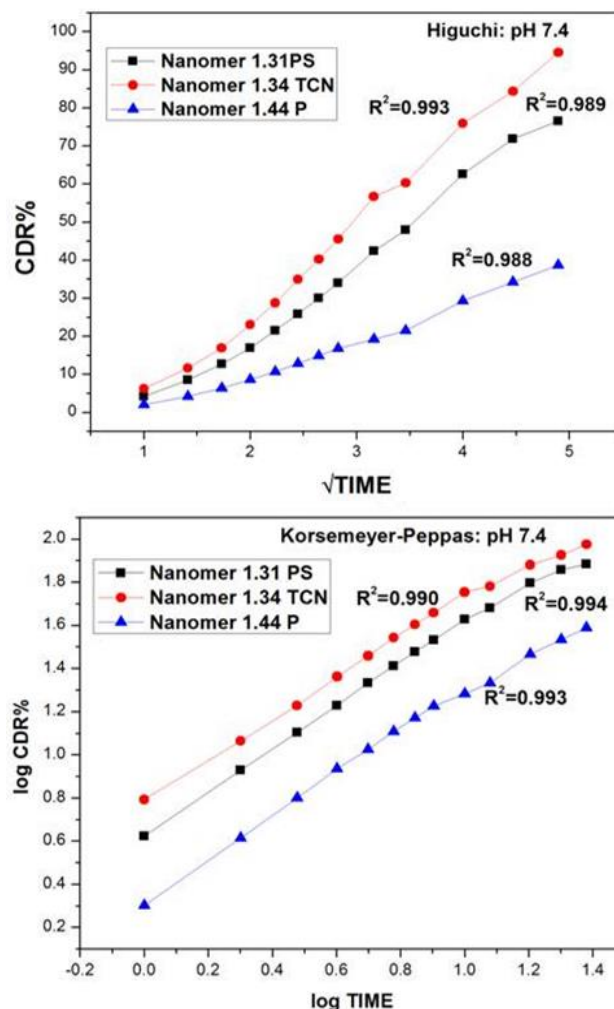 Higuchi: pH 7.4
Nanomer 1.31PS
Nanomer 1.34 TCN
Nanomer 1.44 P
R²=0.993
R²=0.989
R²=0.988
CDR%
100
90
80
70
60
50
40
30
20
10
0
1
2
3
4
5
√TIME
Korsemeyer-Peppas: pH 7.4
Nanomer 1.31 PS
Nanomer 1.34 TCN
Nanomer 1.44 P
R²=0.990
R²=0.994
R²=0.993
log CDR%
2.0
1.8
1.6
1.4
1.2
1.0
0.8
0.6
0.4
0.2
-0.2
0.0
0.2
0.4
0.6
0.8
1.0
1.2
1.4
log TIME